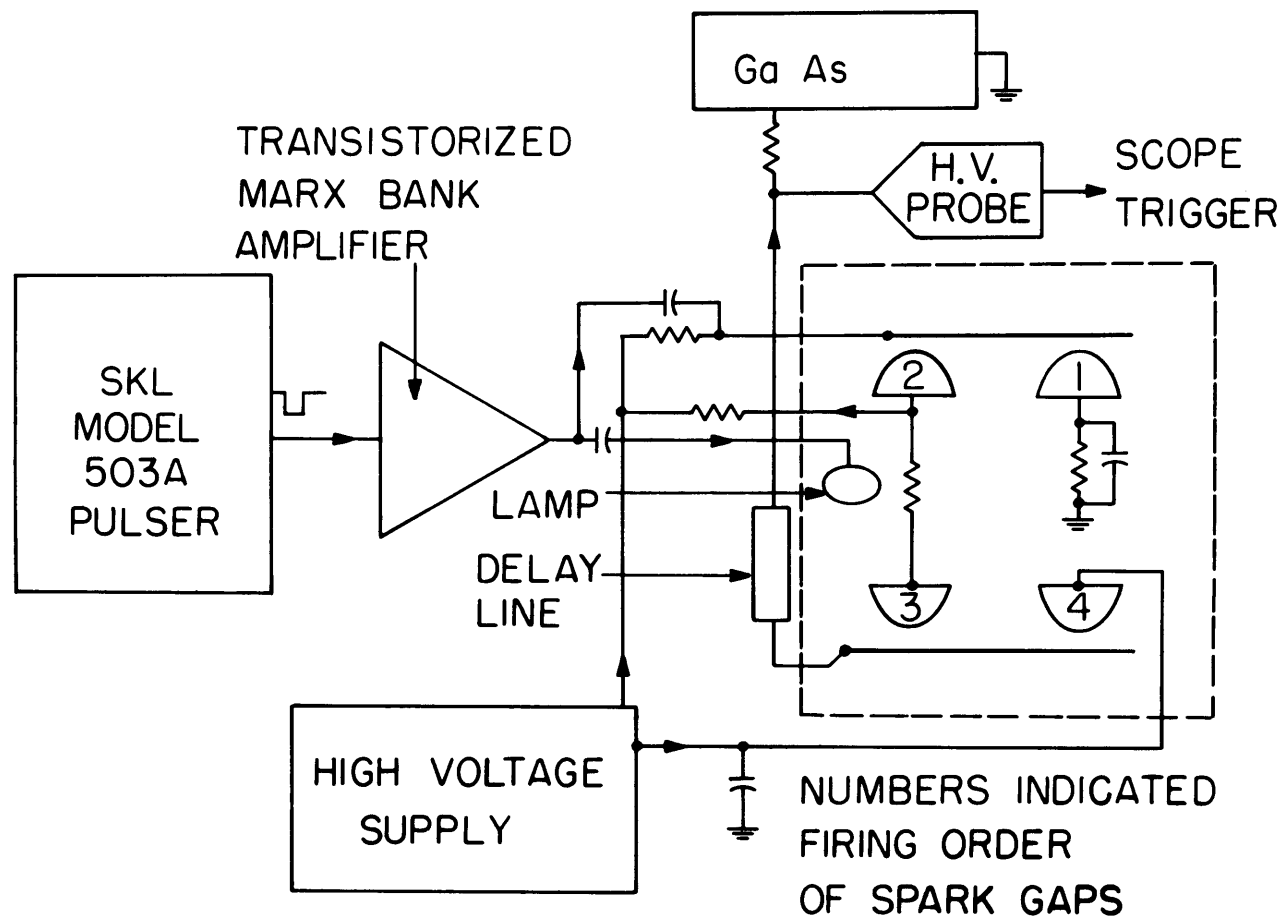 Ga As
TRANSISTORIZED
MARX BANK
AMPLIFIER
H.V.
PROBE
SCOPE
TRIGGER
SKL
MODEL
503A
PULSER
2
1
LAMP
DELAY
LINE
3
4
HIGH VOLTAGE
SUPPLY
NUMBERS INDICATED
FIRING ORDER
OF SPARK GAPS